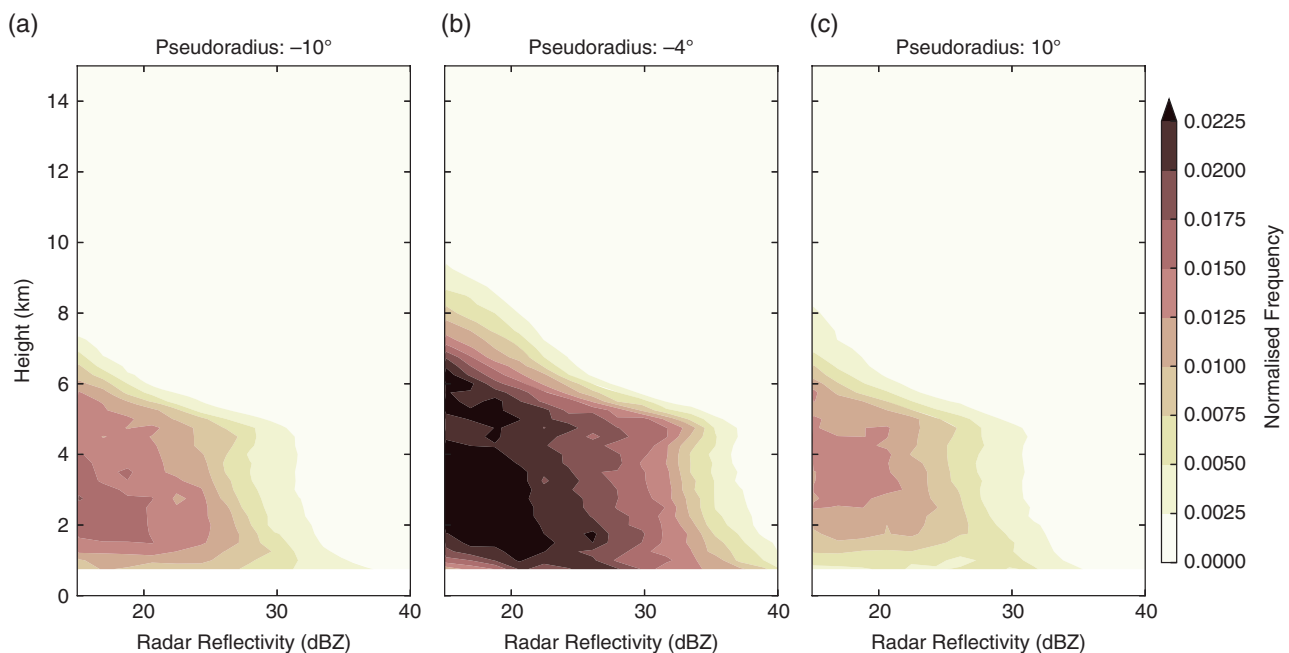 (a)
Pseudoradius: –10°
(b)
Pseudoradius: –4°
(c)
Pseudoradius: 10°
14
12
10
8
6
4
2
0
Height (km)
20
30
40
Radar Reflectivity (dBZ)
20
30
40
Radar Reflectivity (dBZ)
20
30
40
Radar Reflectivity (dBZ)
0.0225
0.0200
0.0175
0.0150
0.0125
0.0100
0.0075
0.0050
0.0025
0.0000
Normalised Frequency